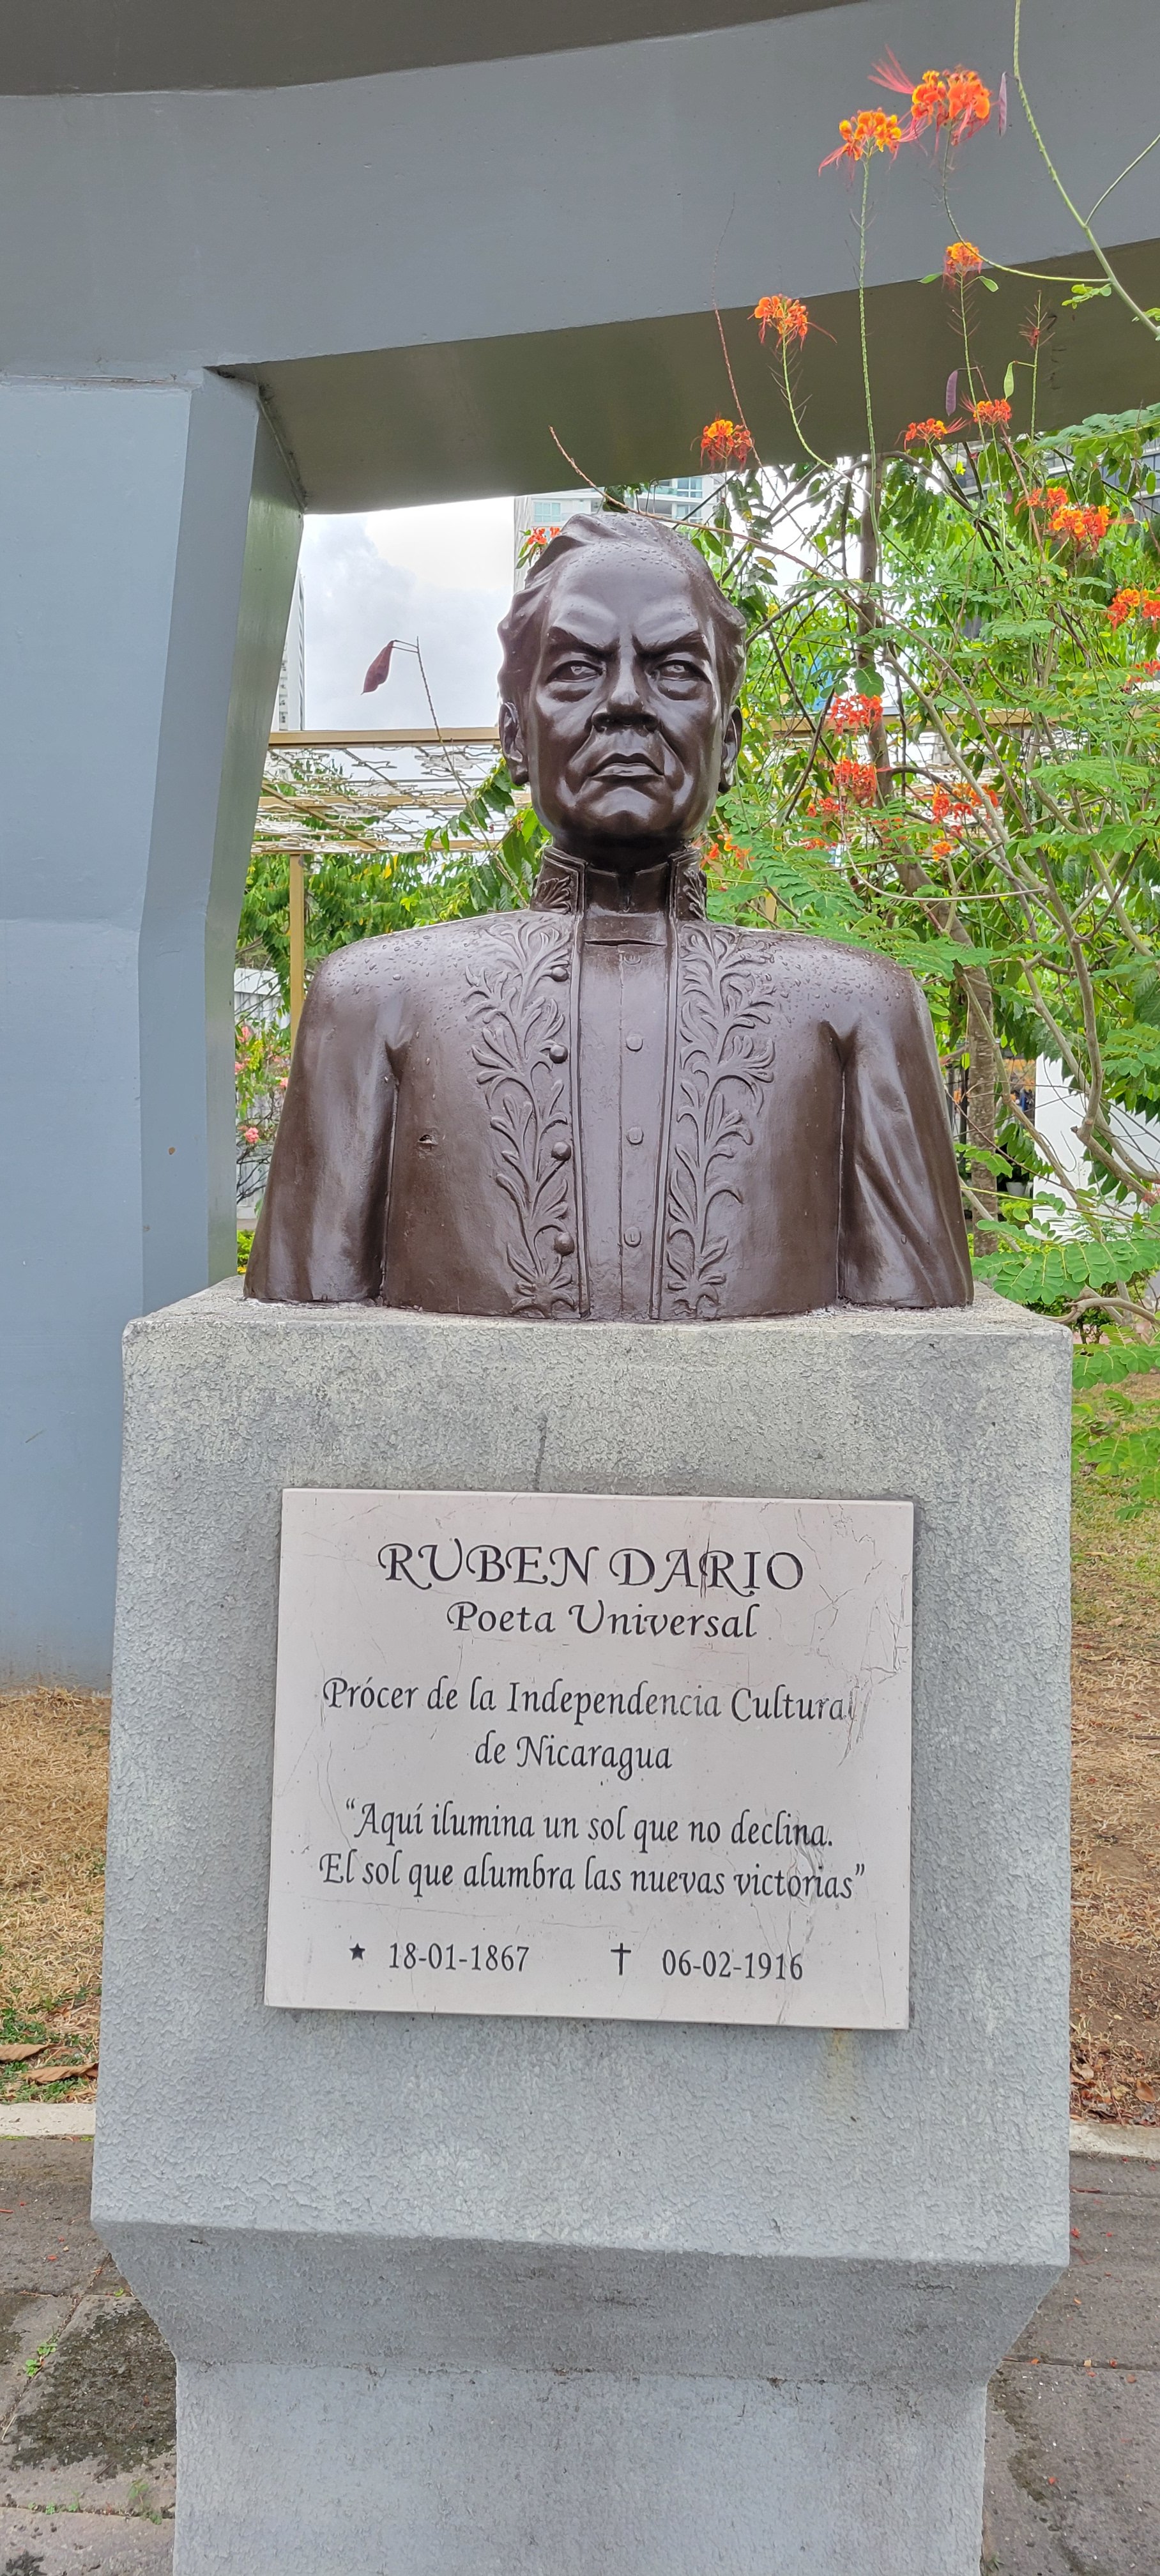 RUBEN DARIO
Poeta Universal
Prócer de la Independencia Cultural
de Nicaragua
“Aquí ilumina un sol que no declina.
El sol que alumbra las nuevas victorias”
★ 18-01-1867 † 06-02-1916